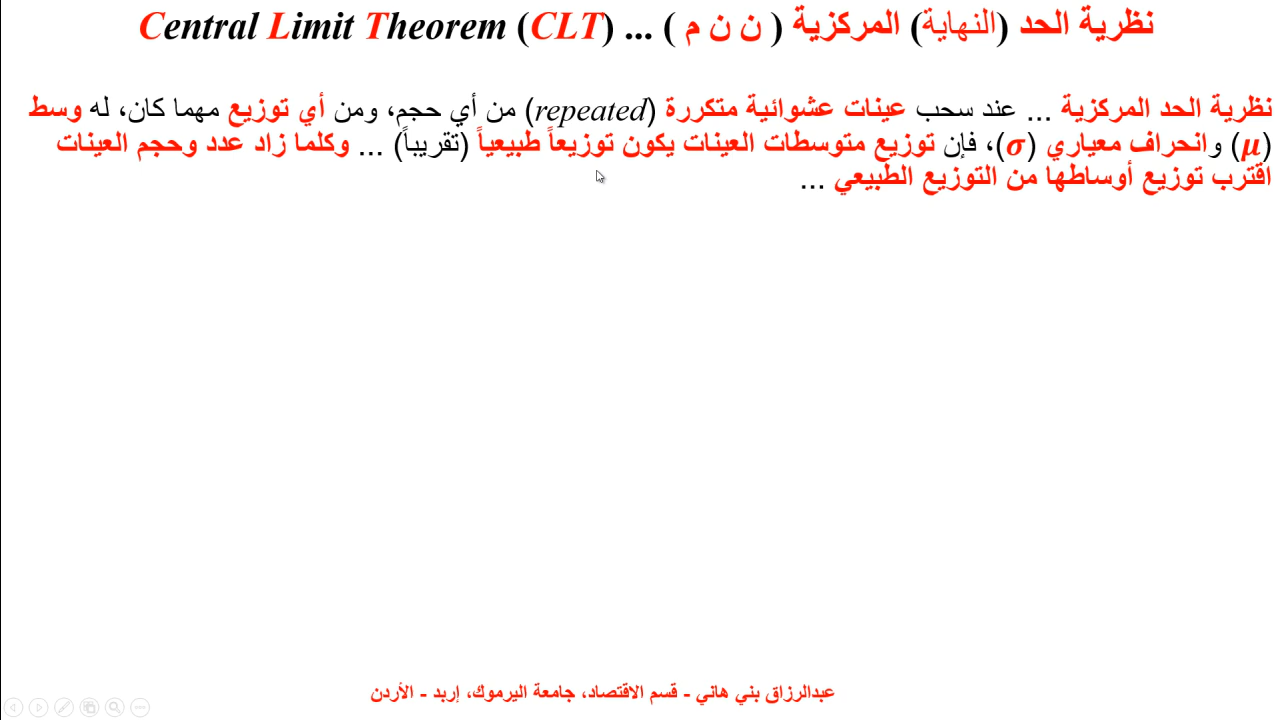 نظرية الحد (النهاية) المركزية ( ن ن م ) ... Central Limit Theorem (CLT)
نظرية الحد المركزية ... عند سحب عينات عشوائية متكررة (repeated) من أي حجم، ومن أي توزيع مهما كان، له وسط
(μ) وانحراف معياري (σ)، فإن توزيع متوسطات العينات يكون توزيعاً طبيعياً (تقريباً) ... وكلما زاد عدد وحجم العينات
اقترب توزيع أوساطها من التوزيع الطبيعي ...
عبدالرزاق بني هاني - قسم الاقتصاد، جامعة اليرموك، إربد - الأردن